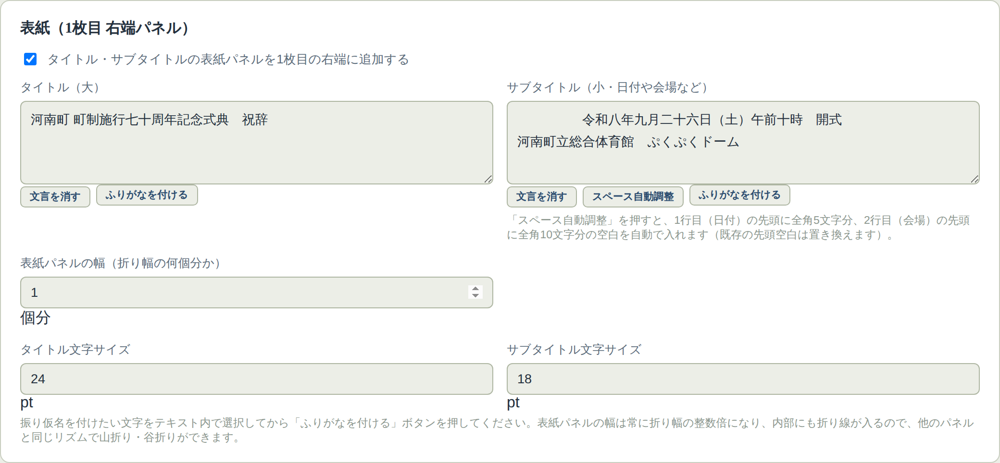 表紙（1枚目 右端パネル）
タイトル・サブタイトルの表紙パネルを1枚目の右端に追加する
タイトル（大）
河南町 町制施行七十周年記念式典　祝辞
文言を消す
ふりがなを付ける
サブタイトル（小・日付や会場など）
　　　　　令和八年九月二十六日（土）午前十時　開式
河南町立総合体育館　ぷくぷくドーム
文言を消す
スペース自動調整
ふりがなを付ける
「スペース自動調整」を押すと、1行目（日付）の先頭に全角5文字分、2行目（会場）の先頭
に全角10文字分の空白を自動で入れます（既存の先頭空白は置き換えます）。
表紙パネルの幅（折り幅の何個分か）
1
個分
タイトル文字サイズ
24
pt
サブタイトル文字サイズ
18
pt
振り仮名を付けたい文字をテキスト内で選択してから「ふりがなを付ける」ボタンを押してください。表紙パネルの幅は常に折り幅の整数倍になり、内部にも折り線が入るので、他のパネル
と同じリズムで山折り・谷折りができます。